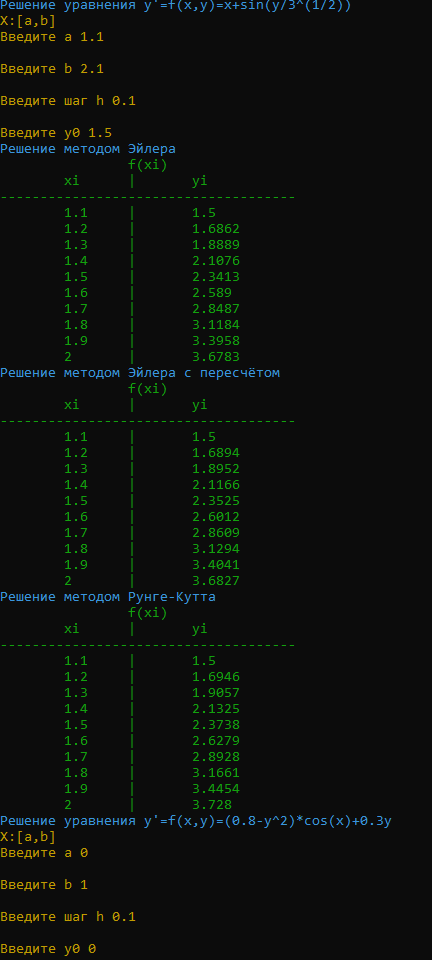 Решение уравнения y'=f(x,y)=x+sin(y/3^(1/2))
X:[a,b]
Введите a 1.1
Введите b 2.1
Введите шаг h 0.1
Введите y0 1.5
Решение методом Эйлера
f(xi)
xi | yi
-------------------------------------
1.1 | 1.5
1.2 | 1.6862
1.3 | 1.8889
1.4 | 2.1076
1.5 | 2.3413
1.6 | 2.589
1.7 | 2.8487
1.8 | 3.1184
1.9 | 3.3958
2 | 3.6783
Решение методом Эйлера с пересчётом
f(xi)
xi | yi
-------------------------------------
1.1 | 1.5
1.2 | 1.6894
1.3 | 1.8952
1.4 | 2.1166
1.5 | 2.3525
1.6 | 2.6012
1.7 | 2.8609
1.8 | 3.1294
1.9 | 3.4041
2 | 3.6827
Решение методом Рунге-Кутта
f(xi)
xi | yi
-------------------------------------
1.1 | 1.5
1.2 | 1.6946
1.3 | 1.9057
1.4 | 2.1325
1.5 | 2.3738
1.6 | 2.6279
1.7 | 2.8928
1.8 | 3.1661
1.9 | 3.4454
2 | 3.728
Решение уравнения y'=f(x,y)=(0.8-y^2)*cos(x)+0.3y
X:[a,b]
Введите a 0
Введите b 1
Введите шаг h 0.1
Введите y0 0